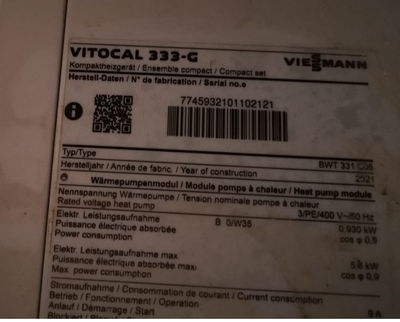 VITOCAL 333-G
VIESMANN
Kompaktheizgerät / Ensemble compact / Compact set
Herstell-Daten / N° de fabrication / Serial no.
7745932101102121
Typ/Type
BWT 331
Herstelljahr / Année de fabric. / Year of construction
2021
Wärmepumpenmodul / Module pompe à chaleur / Heat pump module
Nennspannung Wärmepumpe / Tension nominale pompe à chaleur
Rated voltage heat pump
3/PE/400 V~/50 Hz
Elektr. Leistungsaufnahme
B 0/W35
0,930 kW
Puissance électrique absorbée
cos φ 0,9
Power consumption
Elektr. Leistungsaufnahme max
Puissance électrique absorbée max.
kW
Max. power consumption
cos φ 0,9
Stromaufnahme / Consommation de courant / Current consumption
Betrieb / Fonctionnement / Operation
Anlauf / Démarrage / Start